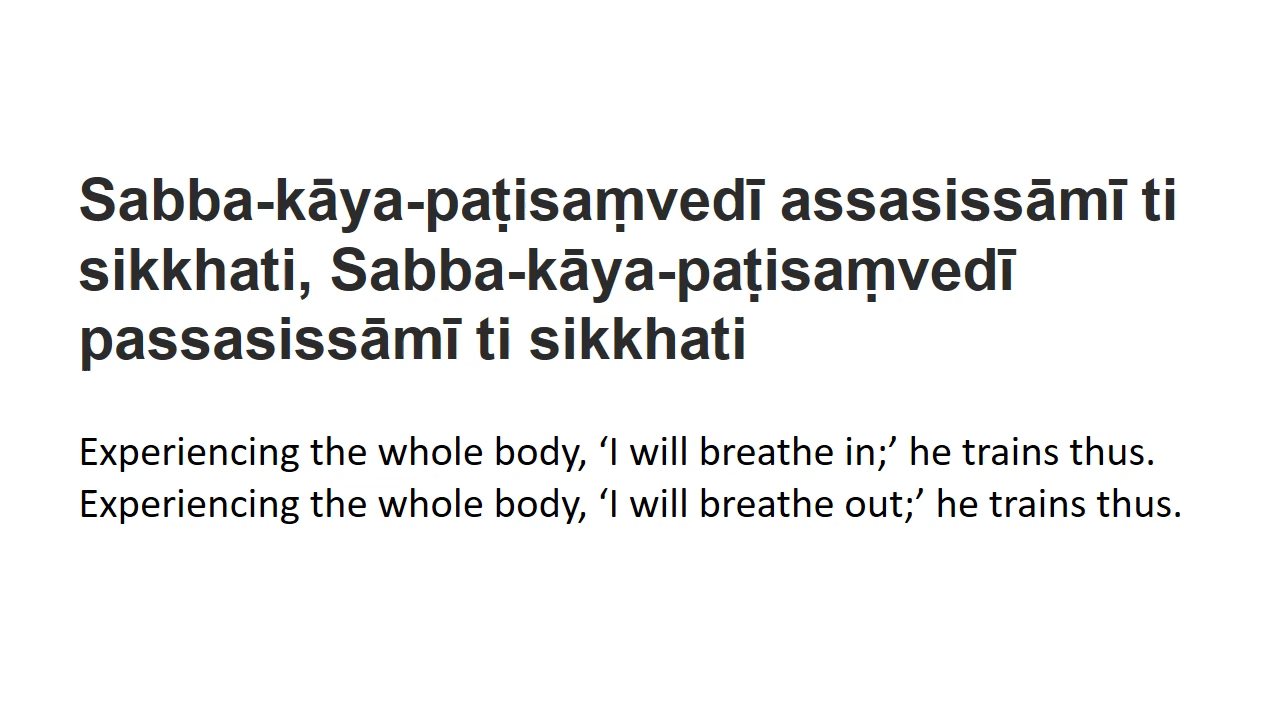 Sabba-kāya-paṭisaṃvedī assasissāmī ti
sikkhati, Sabba-kāya-paṭisaṃvedī
passasissāmī ti sikkhati
Experiencing the whole body, ‘I will breathe in;’ he trains thus.
Experiencing the whole body, ‘I will breathe out;’ he trains thus.